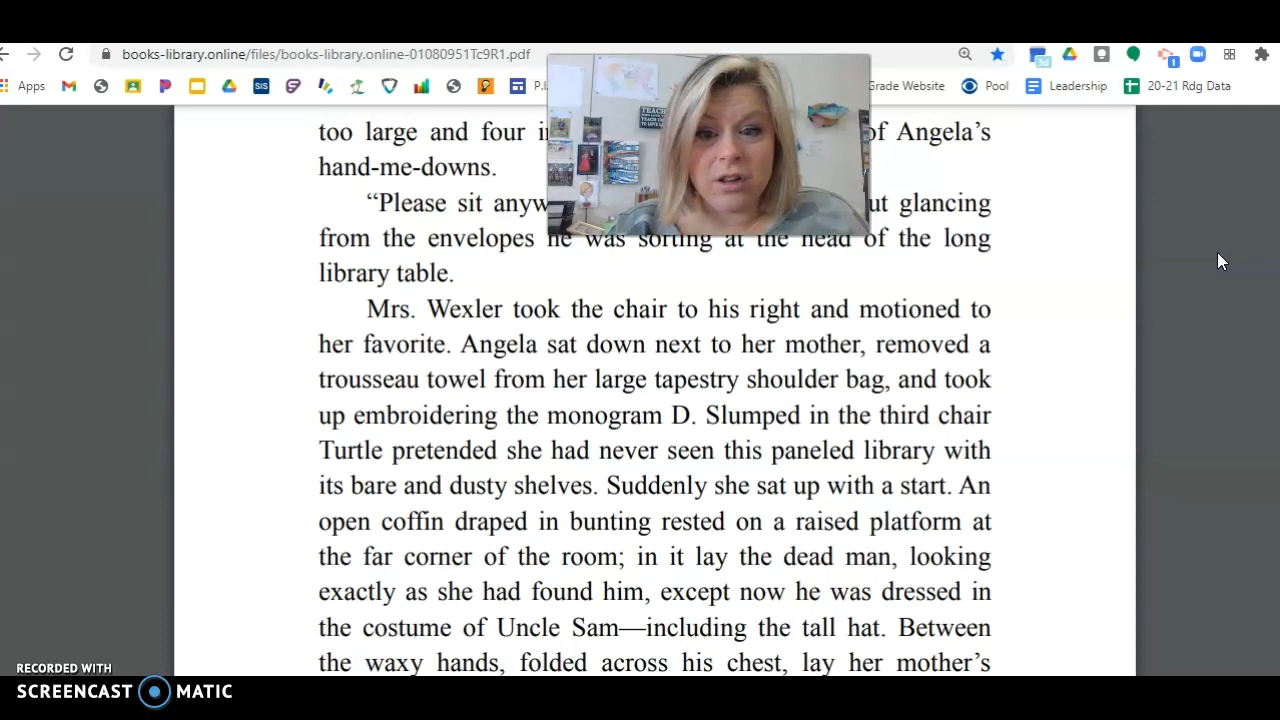 books-library.online/files/books-library.online-01080951Tc9R1.pdf
3d
1
Apps
SIS
Grade Website
Pool
Leadership
20-21 Rdg Data
TEACH
too large and four
of Angela’s
hand-me-downs.
“Please sit
glancing
from the envelopes he was sorting at the head of the long
library table.
Mrs. Wexler took the chair to his right and motioned to
her favorite. Angela sat down next to her mother, removed a
trousseau towel from her large tapestry shoulder bag, and took
up embroidering the monogram D. Slumped in the third chair
Turtle pretended she had never seen this paneled library with
its bare and dusty shelves. Suddenly she sat up with a start. An
open coffin draped in bunting rested on a raised platform at
the far corner of the room; in it lay the dead man, looking
exactly as she had found him, except now he was dressed in
the costume of Uncle Sam—including the tall hat. Between
the waxy hands, folded across his chest, lay her mother’s
RECORDED WITH
SCREENCAST MATIC